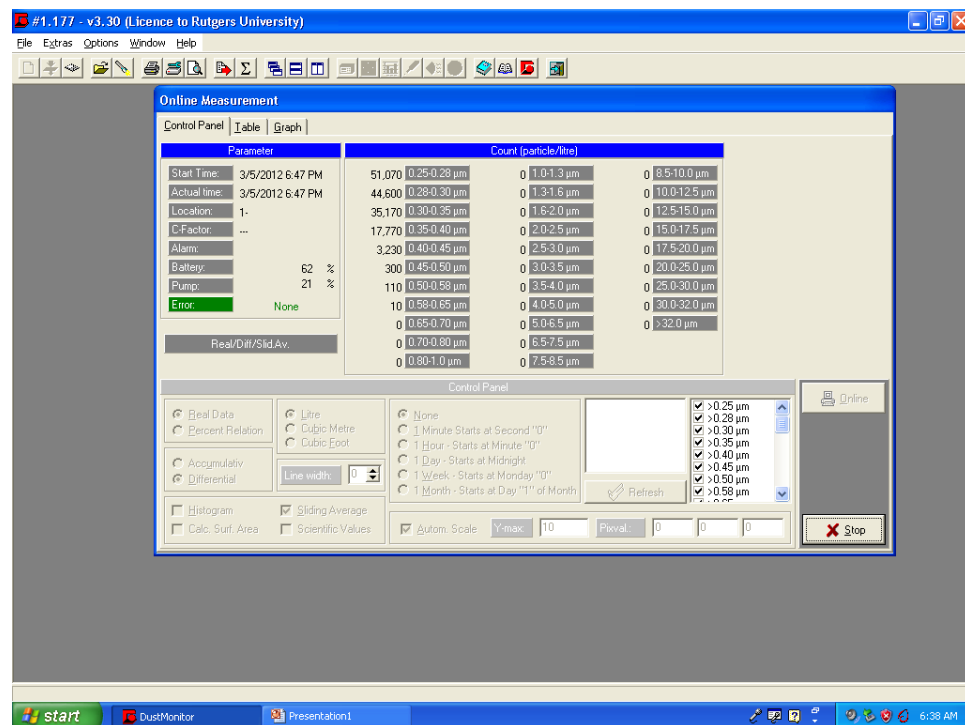 #1.177 - v3.30 (Licence to Rutgers University)
File Extras Options Window Help
Online Measurement
Control Panel Table Graph
Parameter
Start Time: 3/5/2012 6:47 PM
Actual time: 3/5/2012 6:47 PM
Location: 1-
C-Factor: ---
Alarm:
Battery: 62 %
Pump: 21 %
Error: None
Real/Diff/Slid.Av.
Count (particle/litre)
51,070 0.25-0.28 µm 0 1.0-1.3 µm 0 8.5-10.0 µm
44,600 0.28-0.30 µm 0 1.3-1.6 µm 0 10.0-12.5 µm
35,170 0.30-0.35 µm 0 1.6-2.0 µm 0 12.5-15.0 µm
17,770 0.35-0.40 µm 0 2.0-2.5 µm 0 15.0-17.5 µm
3,230 0.40-0.45 µm 0 2.5-3.0 µm 0 17.5-20.0 µm
300 0.45-0.50 µm 0 3.0-3.5 µm 0 20.0-25.0 µm
110 0.50-0.58 µm 0 3.5-4.0 µm 0 25.0-30.0 µm
10 0.58-0.65 µm 0 4.0-5.0 µm 0 30.0-32.0 µm
0 0.65-0.70 µm 0 5.0-6.5 µm 0 >32.0 µm
0 0.70-0.80 µm 0 6.5-7.5 µm
0 0.80-1.0 µm 0 7.5-8.5 µm
Control Panel
Real Data
Percent Relation
Accumulativ
Differential
Histogram
Calc. Surf. Area
Litre
Cubic Metre
Cubic Foot
Line width: 0
Sliding Average
Scientific Values
None
1 Minute Starts at Second "0"
1 Hour - Starts at Minute "0"
1 Day - Starts at Midnight
1 Week - Starts at Monday "0"
1 Month - Starts at Day "1" of Month
Refresh
>0.25 µm
>0.28 µm
>0.30 µm
>0.35 µm
>0.40 µm
>0.45 µm
>0.50 µm
>0.58 µm
Autom. Scale Y-max: 10 Pixval.: 0 0 0
Online
Stop
start DustMonitor Presentation1 6:38 AM